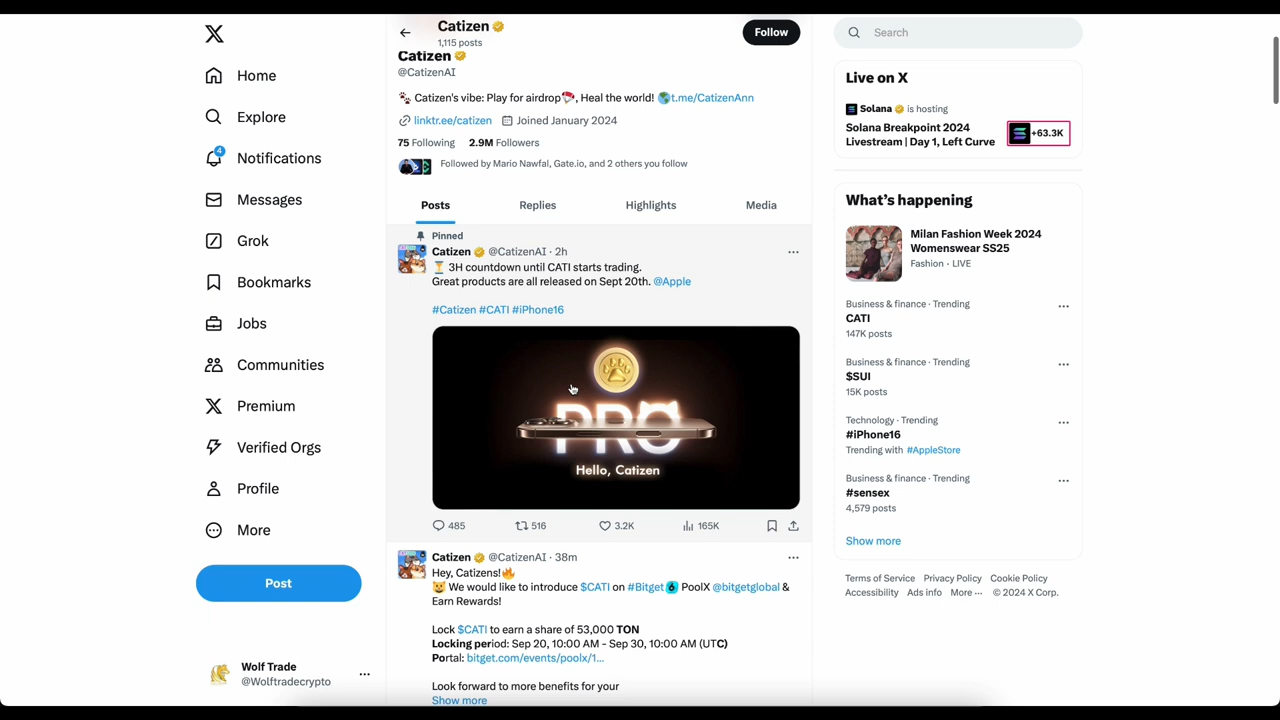 Home
Explore
4
Notifications
Messages
Grok
Bookmarks
Jobs
Communities
Premium
Verified Orgs
Profile
More
Post
Wolf Trade
@Wolftradecrypto
Catizen
1,115 posts
Follow
Catizen
@CatizenAI
Catizen's vibe: Play for airdrop, Heal the world! t.me/CatizenAnn
linktr.ee/catizen Joined January 2024
75 Following 2.9M Followers
Followed by Mario Nawfal, Gate.io, and 2 others you follow
Posts Replies Highlights Media
Pinned
Catizen @CatizenAI · 2h
⏳ 3H countdown until CATI starts trading.
Great products are all released on Sept 20th. @Apple
#Catizen #CATI #iPhone16
PRO
Hello, Catizen
485 516 3.2K 165K
Catizen @CatizenAI · 38m
Hey, Catizens!🔥
😺 We would like to introduce $CATI on #Bitget PoolX @bitgetglobal &
Earn Rewards!
Lock $CATI to earn a share of 53,000 TON
Locking period: Sep 20, 10:00 AM - Sep 30, 10:00 AM (UTC)
Portal: bitget.com/events/poolx/1...
Look forward to more benefits for your
Show more
Search
Live on X
Solana is hosting
Solana Breakpoint 2024
Livestream | Day 1, Left Curve
+63.3K
What's happening
Milan Fashion Week 2024
Womenswear SS25
Fashion · LIVE
Business & finance · Trending
CATI
147K posts
Business & finance · Trending
$SUI
15K posts
Technology · Trending
#iPhone16
Trending with #AppleStore
Business & finance · Trending
#sensex
4,579 posts
Show more
Terms of Service Privacy Policy Cookie Policy
Accessibility Ads info More ··· © 2024 X Corp.